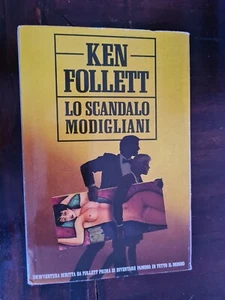 KEN
FOLLETT
LO SCANDALO
MODIGLIANI
UN'AVVENTURA SCRITTA DA FOLLETT PRIMA DI DIVENTARE FAMOSO IN TUTTO IL MONDO